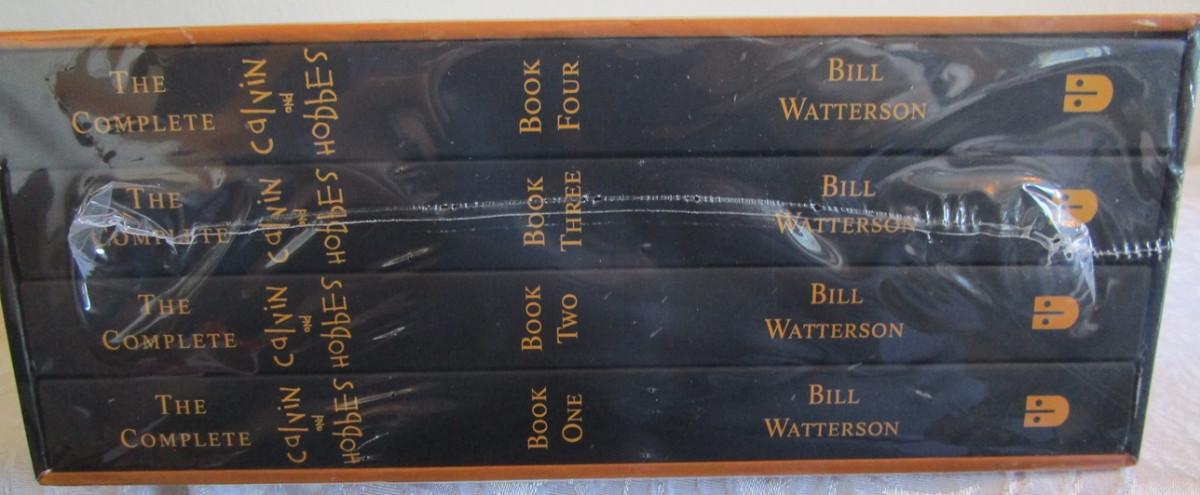 THE
COMPLETE
Calvin
and
Hobbes
BOOK
FOUR
BILL
WATTERSON
THE
COMPLETE
Calvin
and
Hobbes
BOOK
THREE
BILL
WATTERSON
THE
COMPLETE
Calvin
and
Hobbes
BOOK
TWO
BILL
WATTERSON
THE
COMPLETE
Calvin
and
Hobbes
BOOK
ONE
BILL
WATTERSON